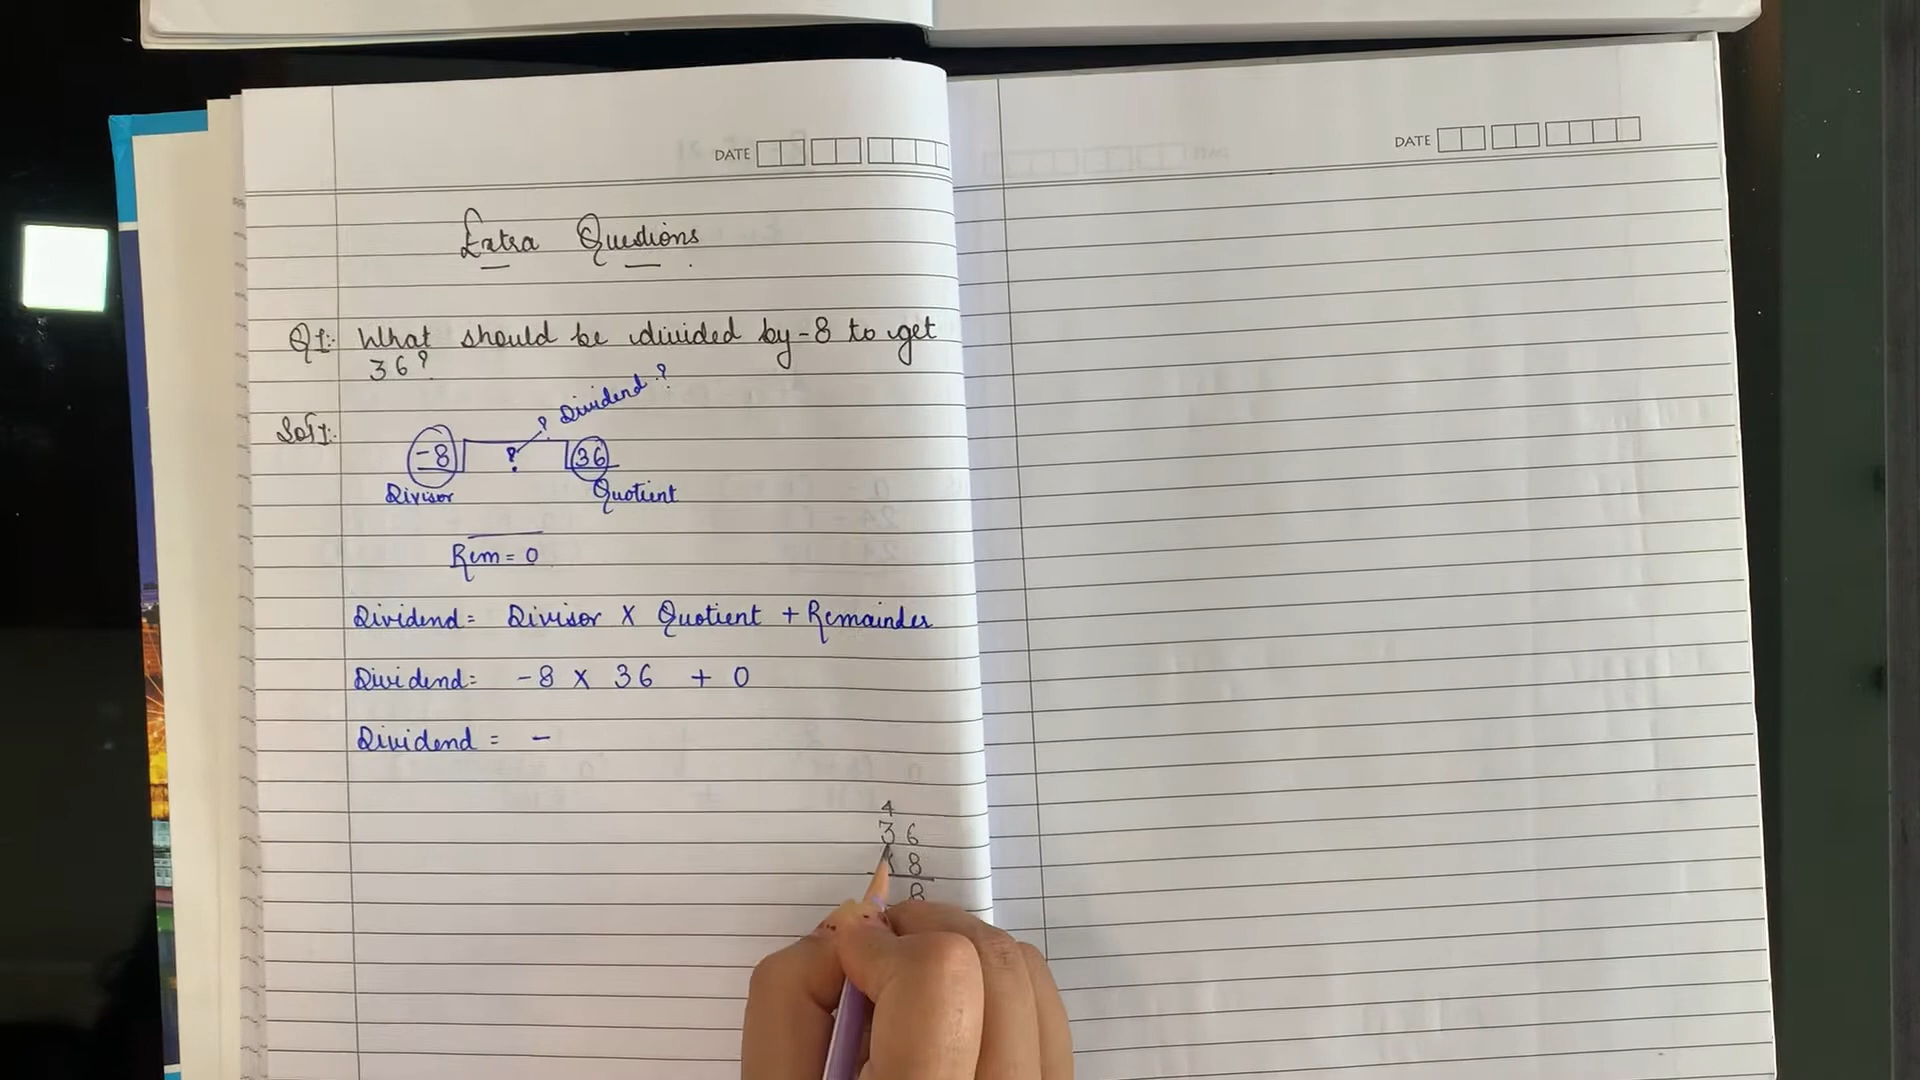 DATE
DATE
Extra Questions
Q1:- What should be divided by -8 to get
36?
? Dividend ?
Sol1:-
-8 ? 36
Divisor Quotient
Rem = 0
Dividend = Divisor X Quotient + Remainder
Dividend = -8 X 36 + 0
Dividend = -
4
36
8
8